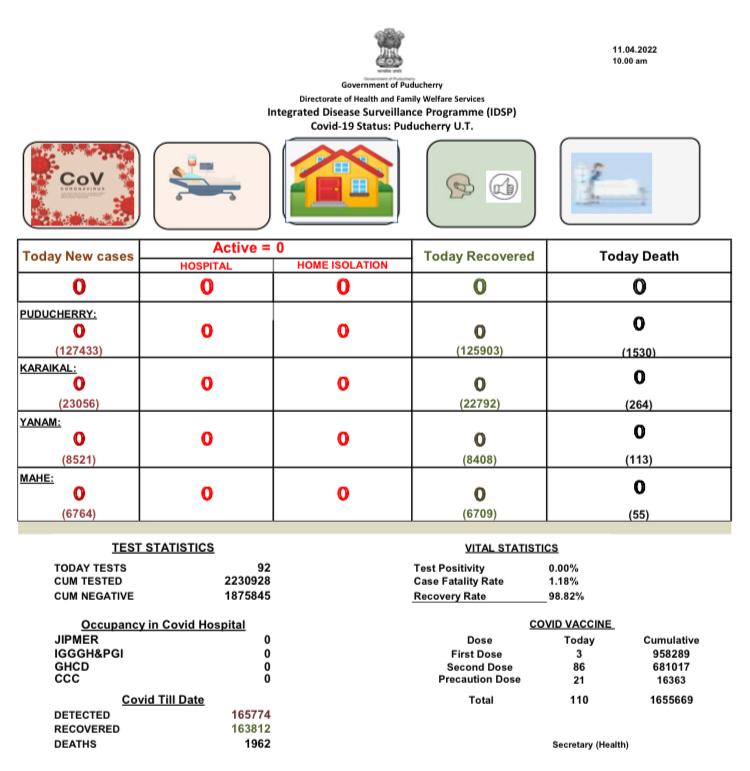 11.04.2022
10.00 am
Government of Puducherry
Directorate of Health and Family Welfare Services
Integrated Disease Surveillance Programme (IDSP)
Covid-19 Status: Puducherry U.T.
CoV
CORONAVIRUS
Today New cases Active = 0 Today Recovered Today Death
HOSPITAL HOME ISOLATION
0 0 0 0 0
PUDUCHERRY:
0 0 0 0 0
(127433) (125903) (1530)
KARAIKAL:
0 0 0 0 0
(23056) (22792) (264)
YANAM:
0 0 0 0 0
(8521) (8408) (113)
MAHE:
0 0 0 0 0
(6764) (6709) (55)
TEST STATISTICS
TODAY TESTS 92
CUM TESTED 2230928
CUM NEGATIVE 1875845
VITAL STATISTICS
Test Positivity 0.00%
Case Fatality Rate 1.18%
Recovery Rate 98.82%
Occupancy in Covid Hospital
JIPMER 0
IGGGH&PGI 0
GHCD 0
CCC 0
COVID VACCINE
Dose Today Cumulative
First Dose 3 958289
Second Dose 86 681017
Precaution Dose 21 16363
Total 110 1655669
Covid Till Date
DETECTED 165774
RECOVERED 163812
DEATHS 1962
Secretary (Health)